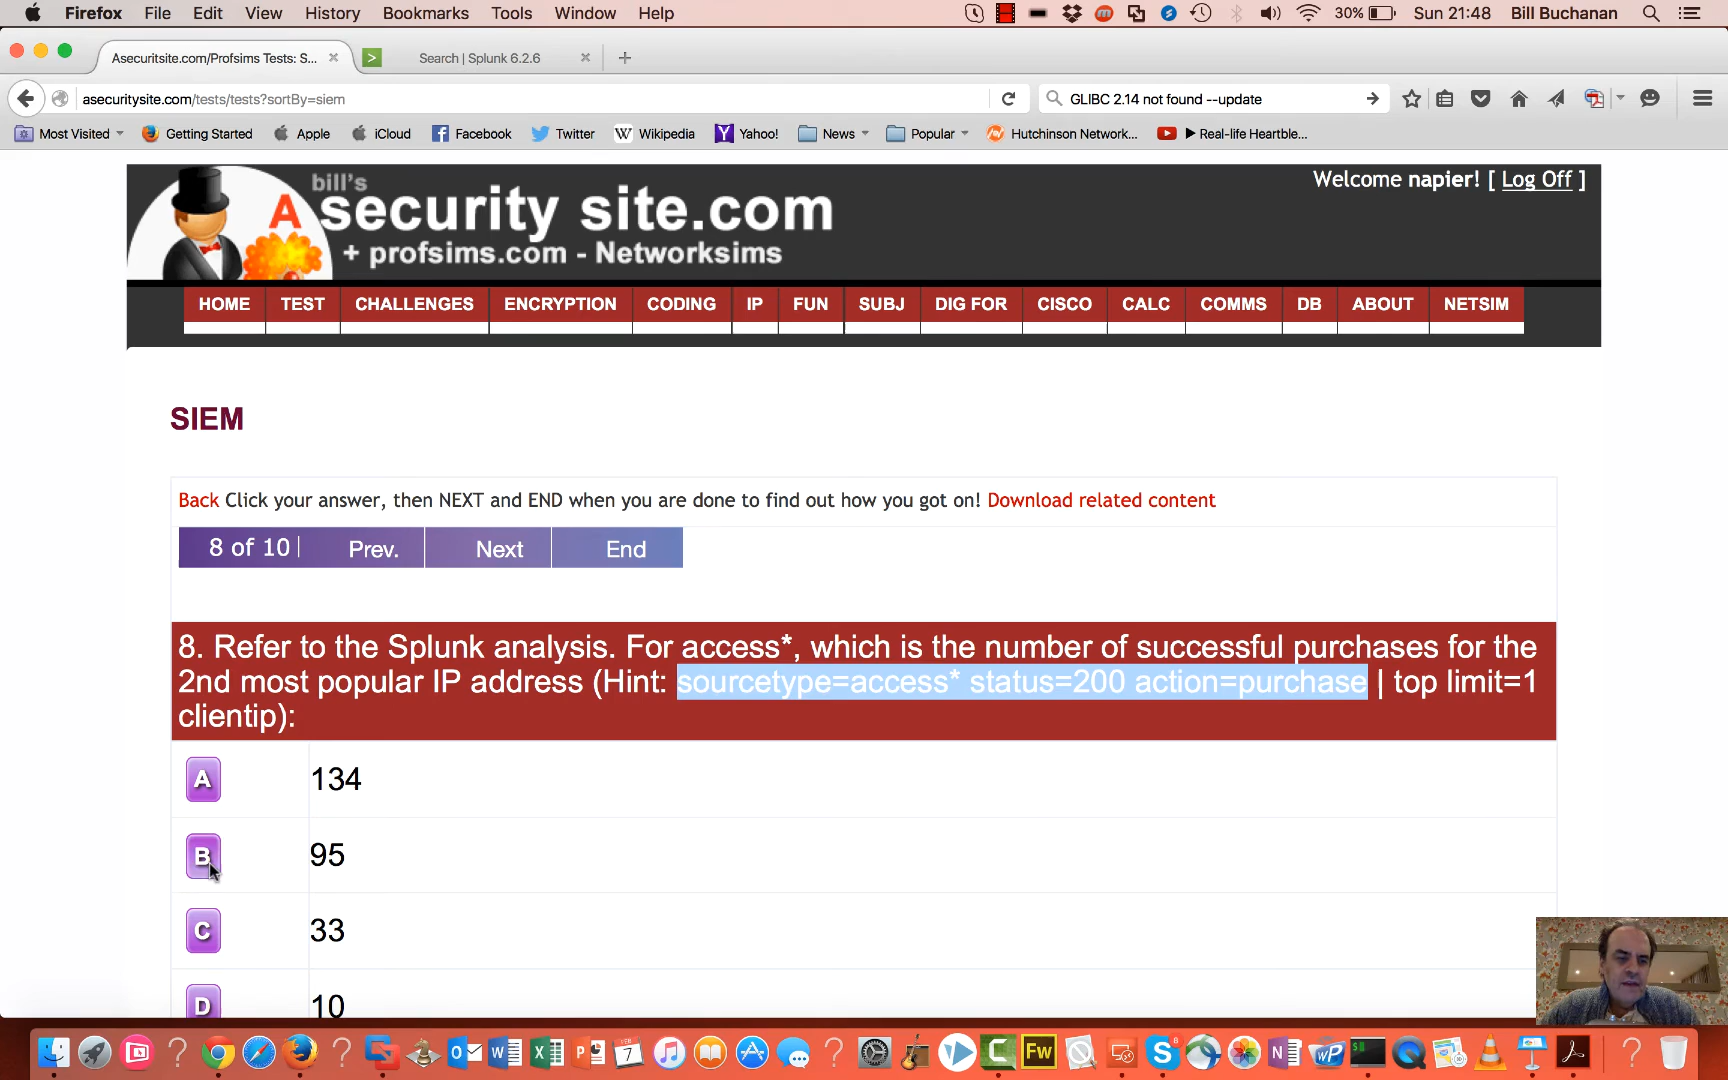 Firefox File Edit View History Bookmarks Tools Window Help 30% Sun 21:48 Bill Buchanan
Asecuritsite.com/Profsims Tests: S... Search | Splunk 6.2.6
asecuritysite.com/tests/tests?sortBy=siem GLIBC 2.14 not found --update
Most Visited Getting Started Apple iCloud Facebook Twitter Wikipedia Yahoo! News Popular Hutchinson Network... ▶ Real-life Heartble...
bill's
A security site.com
+ profsims.com - Networksims
Welcome napier! [ Log Off ]
HOME TEST CHALLENGES ENCRYPTION CODING IP FUN SUBJ DIG FOR CISCO CALC COMMS DB ABOUT NETSIM
SIEM
Back Click your answer, then NEXT and END when you are done to find out how you got on! Download related content
8 of 10 | Prev. Next End
8. Refer to the Splunk analysis. For access*, which is the number of successful purchases for the
2nd most popular IP address (Hint: sourcetype=access* status=200 action=purchase | top limit=1
clientip):
A 134
B 95
C 33
D 10